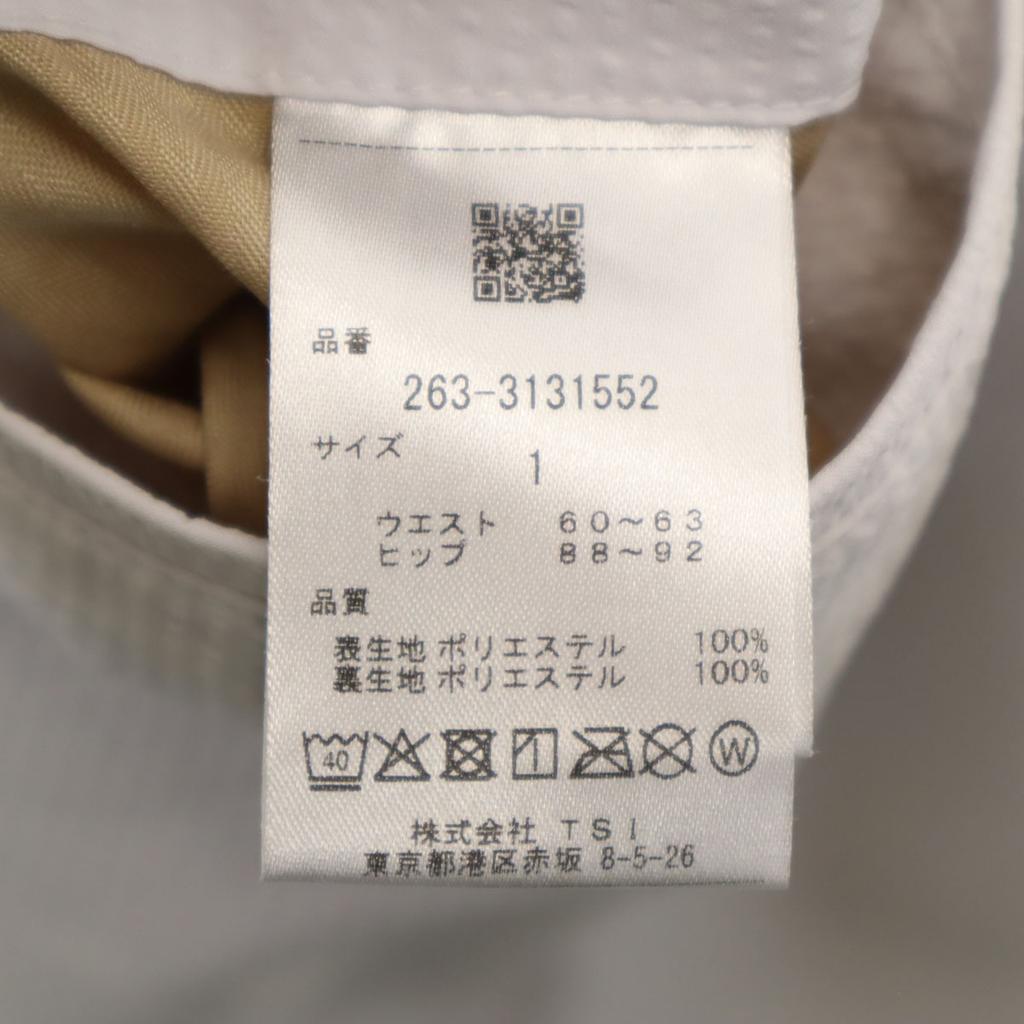 品番
263-3131552
サイズ
1
ウエスト 60~63
ヒップ 88~92
品質
表生地 ポリエステル 100%
裏生地 ポリエステル 100%
40 W
株式会社 TSI
東京都港区赤坂 8-5-26